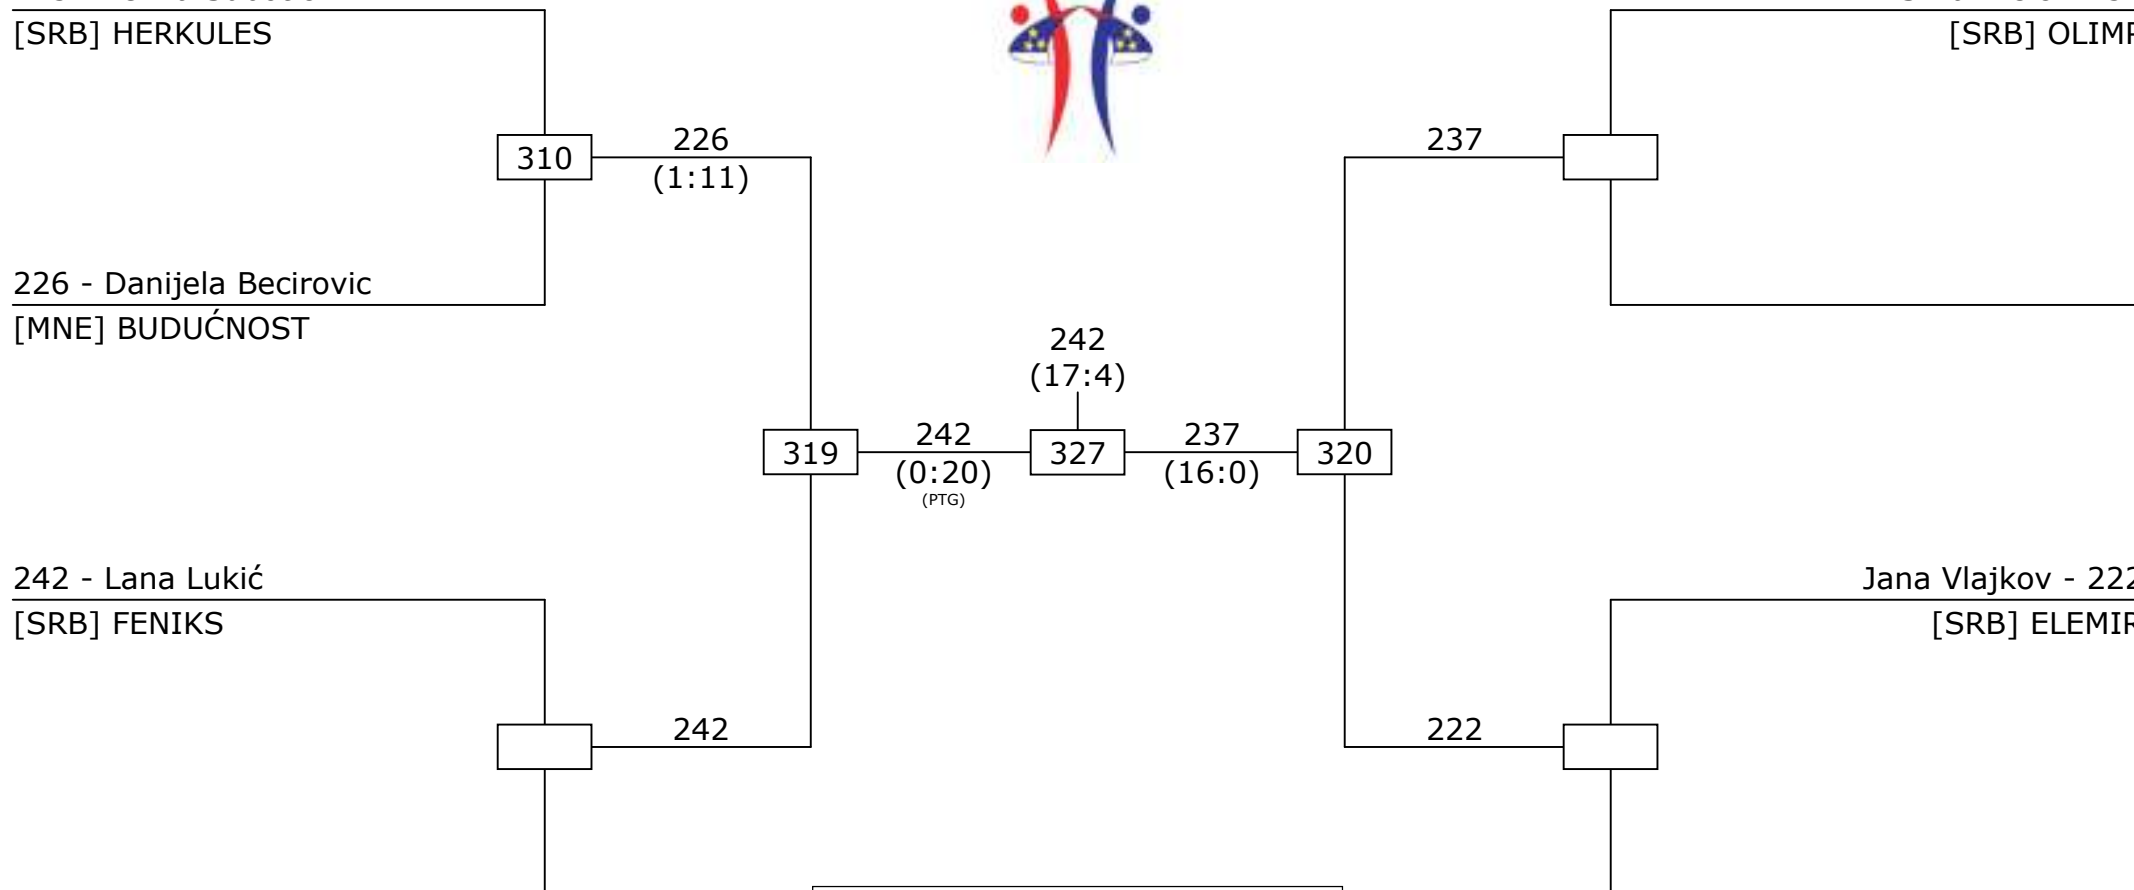 [SRB] HERKULES
[SRB] OLIMP
310
226
(1:11)
237
226 - Danijela Becirovic
[MNE] BUDUĆNOST
242
(17:4)
319
242
(0:20)
(PTG)
327
237
(16:0)
320
242 - Lana Lukić
[SRB] FENIKS
Jana Vlajkov - 222
[SRB] ELEMIR
242
222